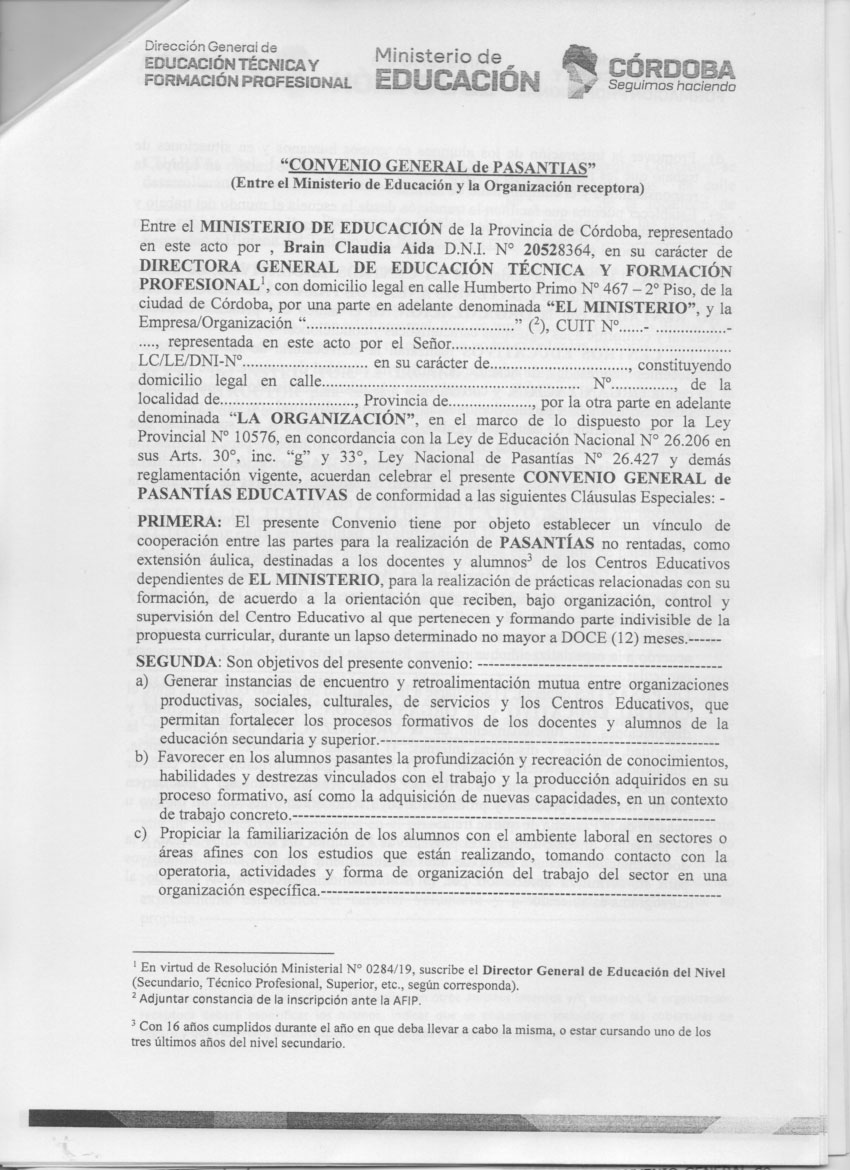 Dirección General de
EDUCACIÓN TÉCNICA Y
FORMACIÓN PROFESIONAL
Ministerio de
EDUCACIÓN
CÓRDOBA
Seguimos haciendo
“CONVENIO GENERAL de PASANTIAS”
(Entre el Ministerio de Educación y la Organización receptora)
Entre el MINISTERIO DE EDUCACIÓN de la Provincia de Córdoba, representado
en este acto por , Brain Claudia Aida D.N.I. N° 20528364, en su carácter de
DIRECTORA GENERAL DE EDUCACIÓN TÉCNICA Y FORMACIÓN
PROFESIONAL¹, con domicilio legal en calle Humberto Primo Nº 467 – 2º Piso, de la
ciudad de Córdoba, por una parte en adelante denominada “EL MINISTERIO”, y la
Empresa/Organización “...............................................” (²), CUIT Nº......- ................-
...., representada en este acto por el Señor...............................................................
LC/LE/DNI-Nº............................ en su carácter de..............................., constituyendo
domicilio legal en calle.......................................................... Nº.............., de la
localidad de.............................., Provincia de..................., por la otra parte en adelante
denominada “LA ORGANIZACIÓN”, en el marco de lo dispuesto por la Ley
Provincial Nº 10576, en concordancia con la Ley de Educación Nacional N° 26.206 en
sus Arts. 30°, inc. “g” y 33°, Ley Nacional de Pasantías N° 26.427 y demás
reglamentación vigente, acuerdan celebrar el presente CONVENIO GENERAL de
PASANTÍAS EDUCATIVAS de conformidad a las siguientes Cláusulas Especiales: -
PRIMERA: El presente Convenio tiene por objeto establecer un vínculo de
cooperación entre las partes para la realización de PASANTÍAS no rentadas, como
extensión áulica, destinadas a los docentes y alumnos³ de los Centros Educativos
dependientes de EL MINISTERIO, para la realización de prácticas relacionadas con su
formación, de acuerdo a la orientación que reciben, bajo organización, control y
supervisión del Centro Educativo al que pertenecen y formando parte indivisible de la
propuesta curricular, durante un lapso determinado no mayor a DOCE (12) meses.------
SEGUNDA: Son objetivos del presente convenio: --------------------------------------------
a) Generar instancias de encuentro y retroalimentación mutua entre organizaciones
productivas, sociales, culturales, de servicios y los Centros Educativos, que
permitan fortalecer los procesos formativos de los docentes y alumnos de la
educación secundaria y superior.-------------------------------------------------------------
b) Favorecer en los alumnos pasantes la profundización y recreación de conocimientos,
habilidades y destrezas vinculados con el trabajo y la producción adquiridos en su
proceso formativo, así como la adquisición de nuevas capacidades, en un contexto
de trabajo concreto.----------------------------------------------------------------------------
c) Propiciar la familiarización de los alumnos con el ambiente laboral en sectores o
áreas afines con los estudios que están realizando, tomando contacto con la
operatoria, actividades y forma de organización del trabajo del sector en una
organización específica.------------------------------------------------------------------------
¹ En virtud de Resolución Ministerial N° 0284/19, suscribe el Director General de Educación del Nivel
(Secundario, Técnico Profesional, Superior, etc., según corresponda).
² Adjuntar constancia de la inscripción ante la AFIP.
³ Con 16 años cumplidos durante el año en que deba llevar a cabo la misma, o estar cursando uno de los
tres últimos años del nivel secundario.